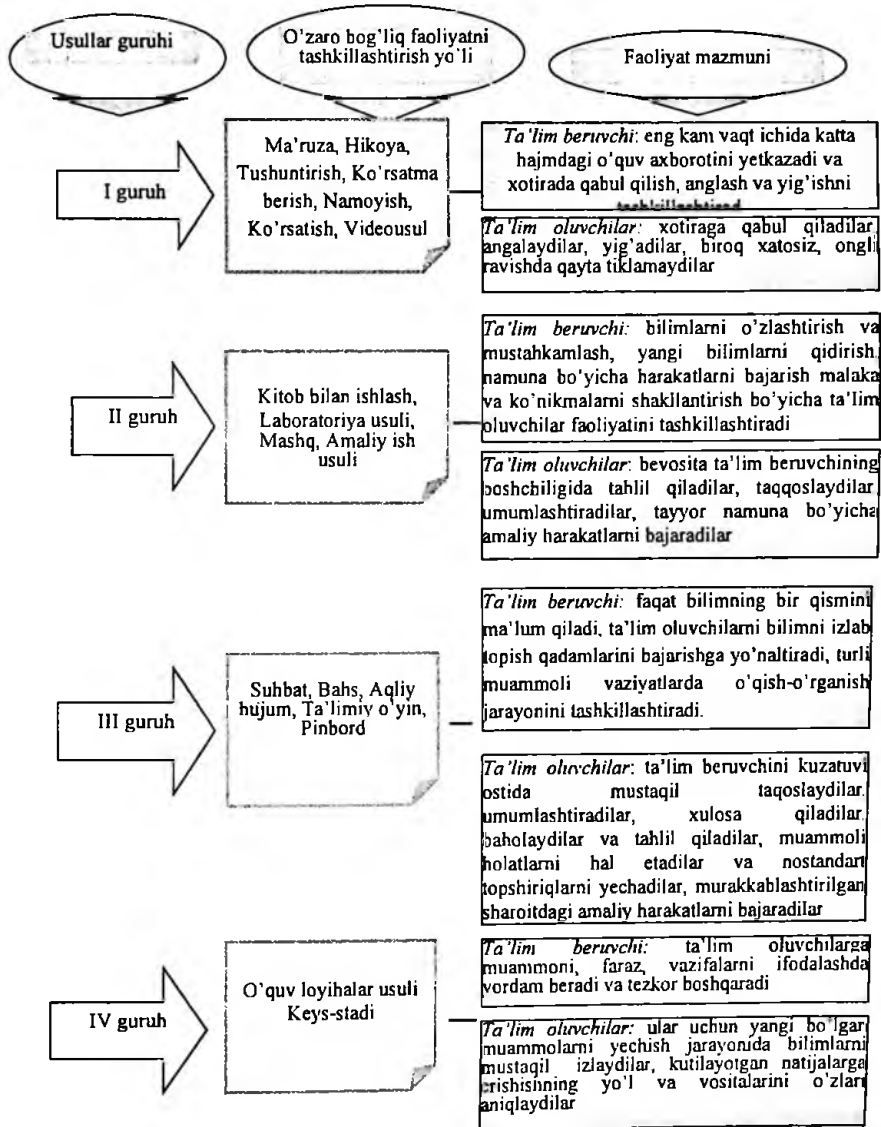 Usullar guruhi
O'zaro bog'liq faoliyatni
tashkillashtirish yo'li
Faoliyat mazmuni
I guruh
Ma'ruza, Hikoya,
Tushuntirish, Ko'rsatma
berish, Namoyish,
Ko'rsatish, Videousul
Ta'lim beruvchi: eng kam vaqt ichida katta
hajmdagi o'quv axborotini yetkazadi va
xotirada qabul qilish, anglash va yig'ishni
Ta'lim oluvchilar: xotiraga qabul qiladilar,
angalaydilar, yig'adilar, biroq xatosiz, ongli
ravishda qayta tiklamaydilar
II guruh
Kitob bilan ishlash,
Laboratoriya usuli,
Mashq, Amaliy ish
usuli
Ta'lim beruvchi: bilimlarni o'zlashtirish va
mustahkamlash, yangi bilimlarni qidirish,
namuna bo'yicha harakatlarni bajarish malaka
va ko'nikmalarni shakllantirish bo'yicha ta'lim
oluvchilar faoliyatini tashkillashtiradi
Ta'lim oluvchilar: bevosita ta'lim beruvchining
boshchiligida tahlil qiladilar, taqqoslaydilar,
umumlashtiradilar, tayyor namuna bo'yicha
amaliy harakatlarni bajaradilar
III guruh
Suhbat, Bahs, Aqliy
hujum, Ta'limiy o'yin,
Pinbord
Ta'lim beruvchi: faqat bilimning bir qismini
ma'lum qiladi, ta'lim oluvchilarni bilimni izlab
topish qadamlarini bajarishga yo'naltiradi, turli
muammoli vaziyatlarda o'qish-o'rganish
jarayonini tashkillashtiradi.
Ta'lim oluvchilar: ta'lim beruvchini kuzatuvi
ostida mustaqil taqoslaydilar,
umumlashtiradilar, xulosa qiladilar,
baholaydilar va tahlil qiladilar, muammoli
holatlarni hal etadilar va nostandart
topshiriqlarni yechadilar, murakkablashtirilgan
sharoitdagi amaliy harakatlarni bajaradilar
IV guruh
O'quv loyihalar usuli
Keys-stadi
Ta'lim beruvchi: ta'lim oluvchilarga
muammoni, faraz, vazifalarni ifodalashda
yordam beradi va tezkor boshqaradi
Ta'lim oluvchilar: ular uchun yangi bo'lgan
muammolarni yechish jarayonida bilimlarni
mustaqil izlaydilar, kutilayotgan natijalarga
erishishning yo'l va vositalarini o'zlari
aniqlaydilar